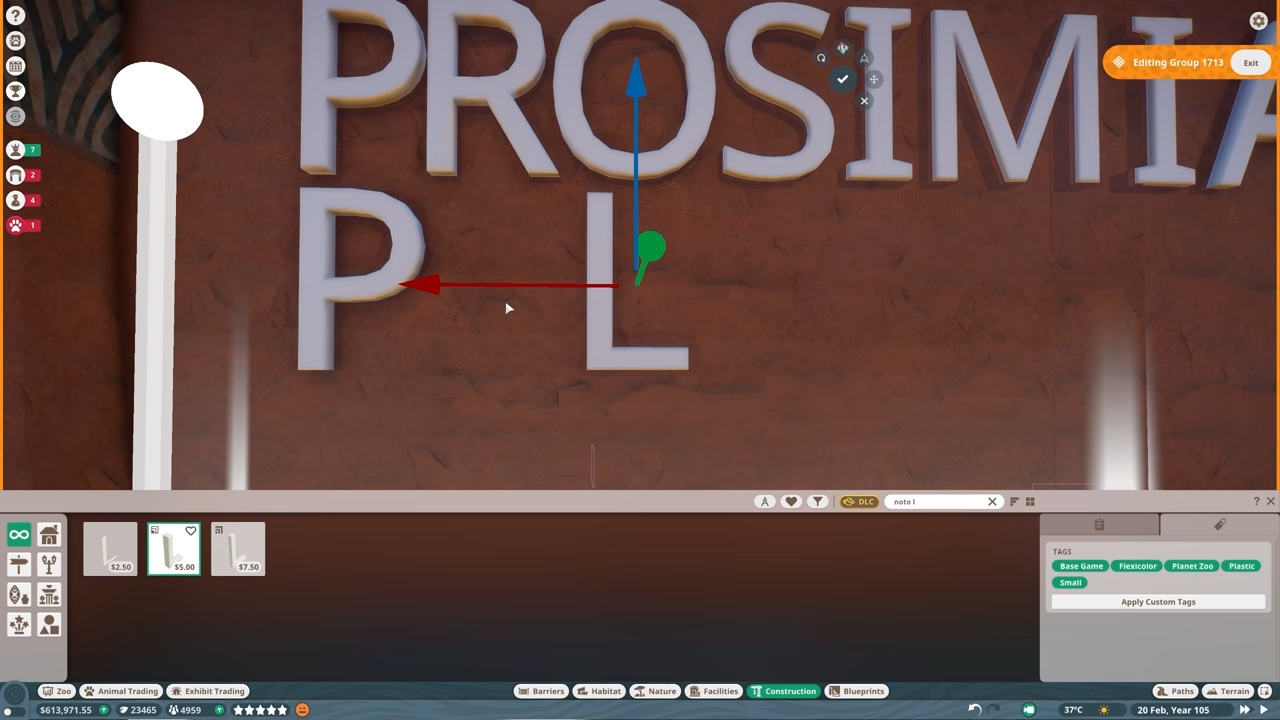 PROSIMIA
P L
Editing Group 1713
Exit
7
2
4
1
DLC
noto l
$2.50
$5.00
$7.50
TAGS
Base Game
Flexicolor
Planet Zoo
Plastic
Small
Apply Custom Tags
Zoo
Animal Trading
Exhibit Trading
Barriers
Habitat
Nature
Facilities
Construction
Blueprints
Paths
Terrain
$613,971.55
23465
4959
37°C
20 Feb, Year 105